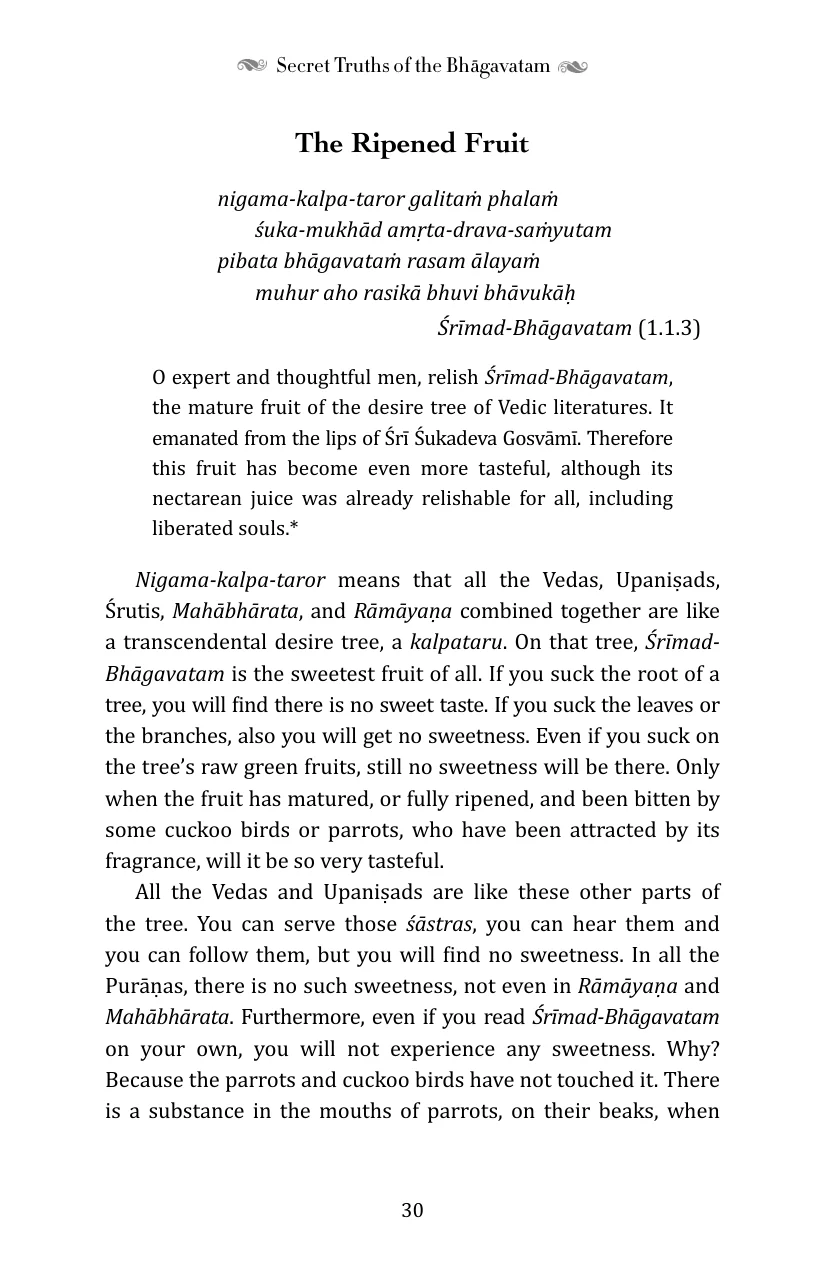 Secret Truths of the Bhāgavatam
The Ripened Fruit
nigama-kalpa-taror galitaṁ phalaṁ
śuka-mukhād amṛta-drava-saṁyutam
pibata bhāgavataṁ rasam ālayaṁ
muhur aho rasikā bhuvi bhāvukāḥ
Śrīmad-Bhāgavatam (1.1.3)
O expert and thoughtful men, relish Śrīmad-Bhāgavatam,
the mature fruit of the desire tree of Vedic literatures. It
emanated from the lips of Śrī Śukadeva Gosvāmī. Therefore
this fruit has become even more tasteful, although its
nectarean juice was already relishable for all, including
liberated souls.*
Nigama-kalpa-taror means that all the Vedas, Upaniṣads,
Śrutis, Mahābhārata, and Rāmāyaṇa combined together are like
a transcendental desire tree, a kalpataru. On that tree, Śrīmad-
Bhāgavatam is the sweetest fruit of all. If you suck the root of a
tree, you will find there is no sweet taste. If you suck the leaves or
the branches, also you will get no sweetness. Even if you suck on
the tree’s raw green fruits, still no sweetness will be there. Only
when the fruit has matured, or fully ripened, and been bitten by
some cuckoo birds or parrots, who have been attracted by its
fragrance, will it be so very tasteful.
All the Vedas and Upaniṣads are like these other parts of
the tree. You can serve those śāstras, you can hear them and
you can follow them, but you will find no sweetness. In all the
Purāṇas, there is no such sweetness, not even in Rāmāyaṇa and
Mahābhārata. Furthermore, even if you read Śrīmad-Bhāgavatam
on your own, you will not experience any sweetness. Why?
Because the parrots and cuckoo birds have not touched it. There
is a substance in the mouths of parrots, on their beaks, when
30